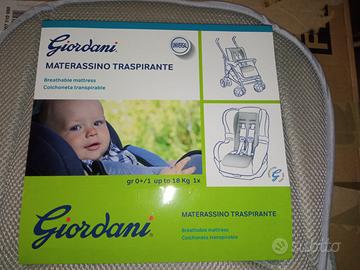 Giordani
UNISEX
MATERASSINO TRASPIRANTE
Breathable mattress
Colchoneta transpirable
gr 0+/1 up to 18 Kg 1x
Giordani.
MATERASSINO TRASPIRANTE
Breathable mattress
Colchoneta transpirable
subito